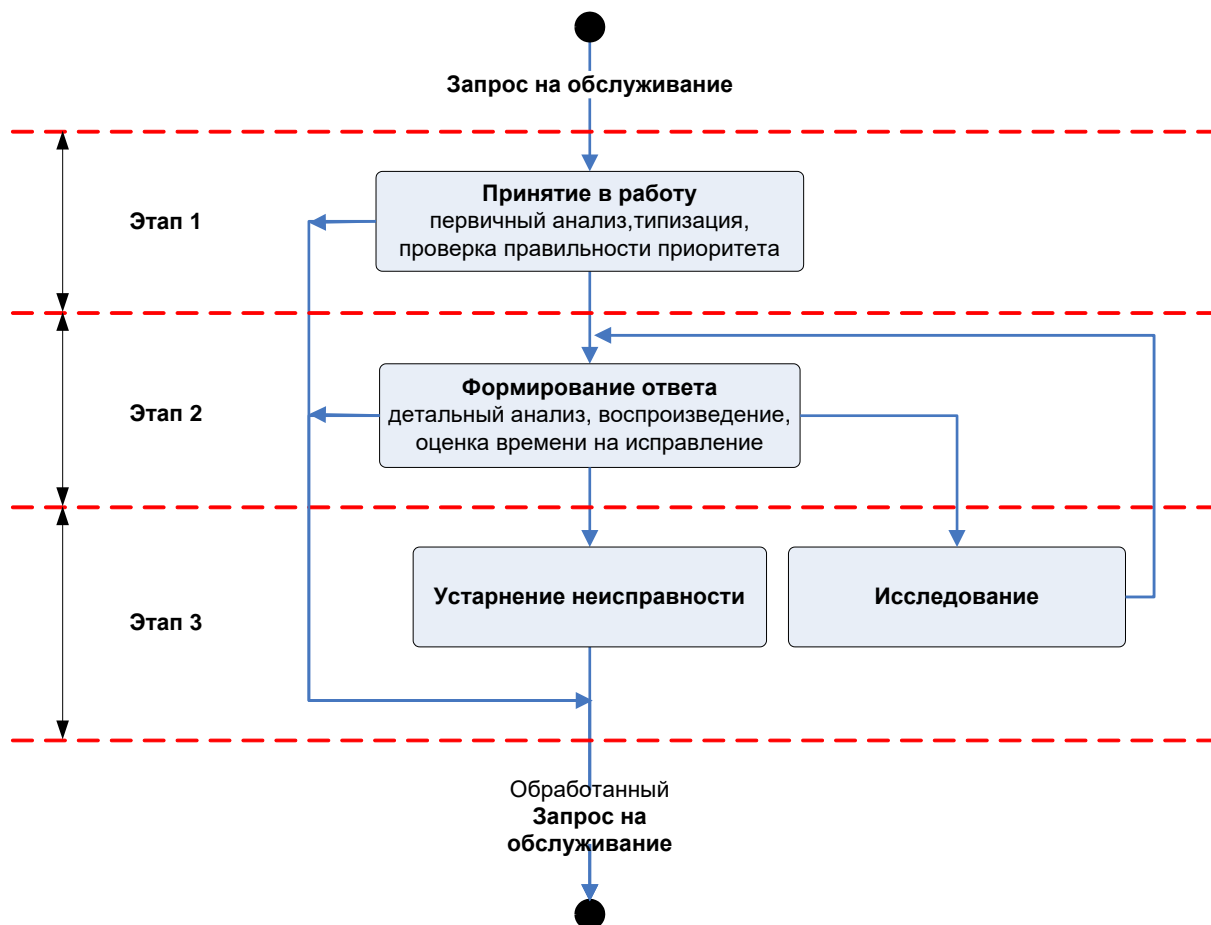 Запрос на обслуживание
Этап 1
Принятие в работу
первичный анализ,типизация,
проверка правильности приоритета
Этап 2
Формирование ответа
детальный анализ, воспроизведение,
оценка времени на исправление
Этап 3
Устарнение неисправности
Исследование
Обработанный
Запрос на
обслуживание